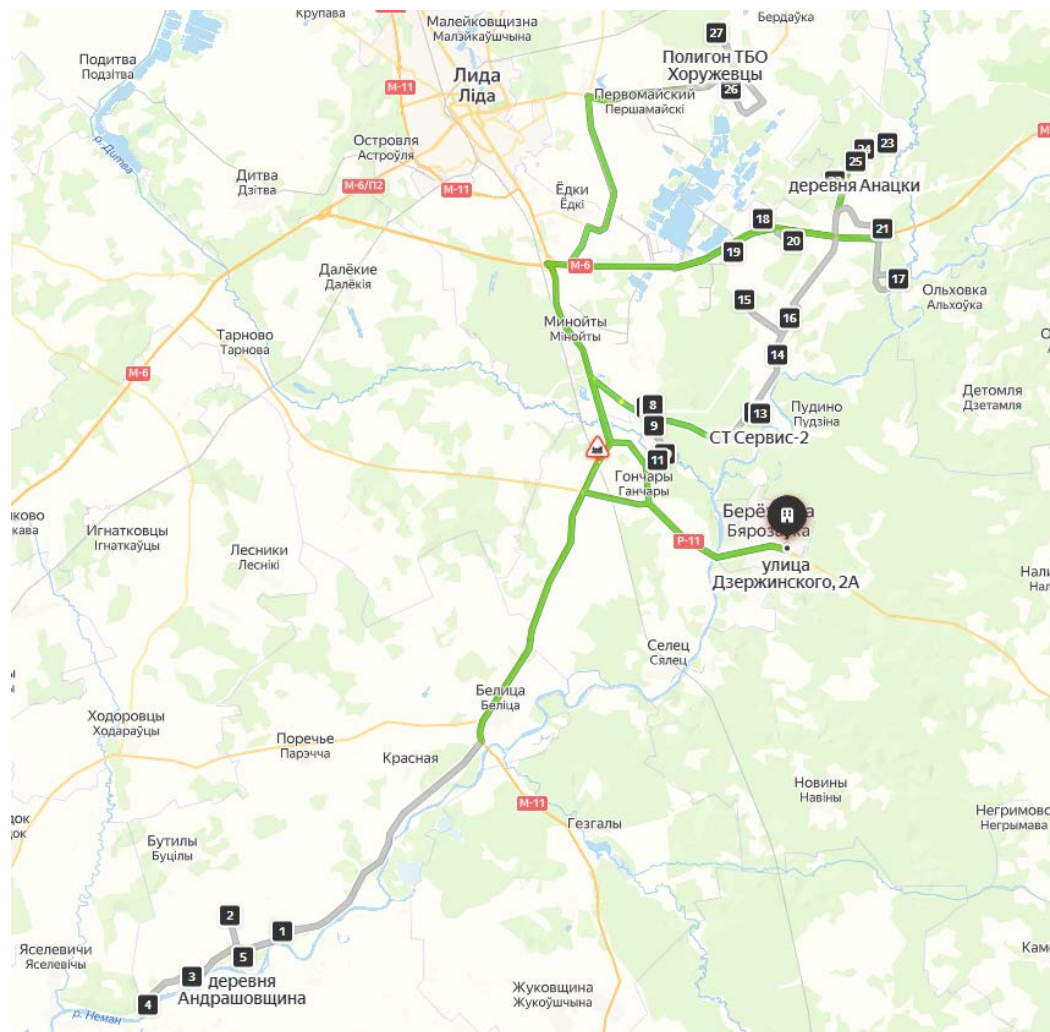 Крупава
М-6
Малейковщизна
Малэйкаўшчына
27
Бердаўка
Подитва
Подзітва
Полигон ТБО
Хоружевцы
Лида
Ліда
М-11
26
Первомайский
Першамайскі
р. Дитва
Островля
Астроўля
24
23
25
М-6
Дитва
Дзітва
М-6/П2
М-11
Ёдки
Ёдкі
деревня Анацки
18
21
20
19
М-6
Далёкие
Далёкія
17
Ольховка
Альхоўка
15
16
Минойты
Мінойты
Тарново
Тарнова
14
М-6
Детомля
Дзетамля
8
13
Пудино
Пудзіна
9
СТ Сервис-2
11
Гончары
Ганчары
Игнатковцы
Ігнаткаўцы
Лесники
Леснікі
Р-11
улица
Дзержинского, 2А
Селец
Сялец
Белица
Беліца
Ходоровцы
Ходараўцы
Поречье
Парэчча
Красная
Новины
Навіны
М-11
Гезгалы
Негримово
Негрымава
Бутилы
Буцілы
2
1
Яселевичи
Яселевічы
5
3
деревня
Андрашовщина
4
р. Неман
Жуковщина
Жукоўшчына